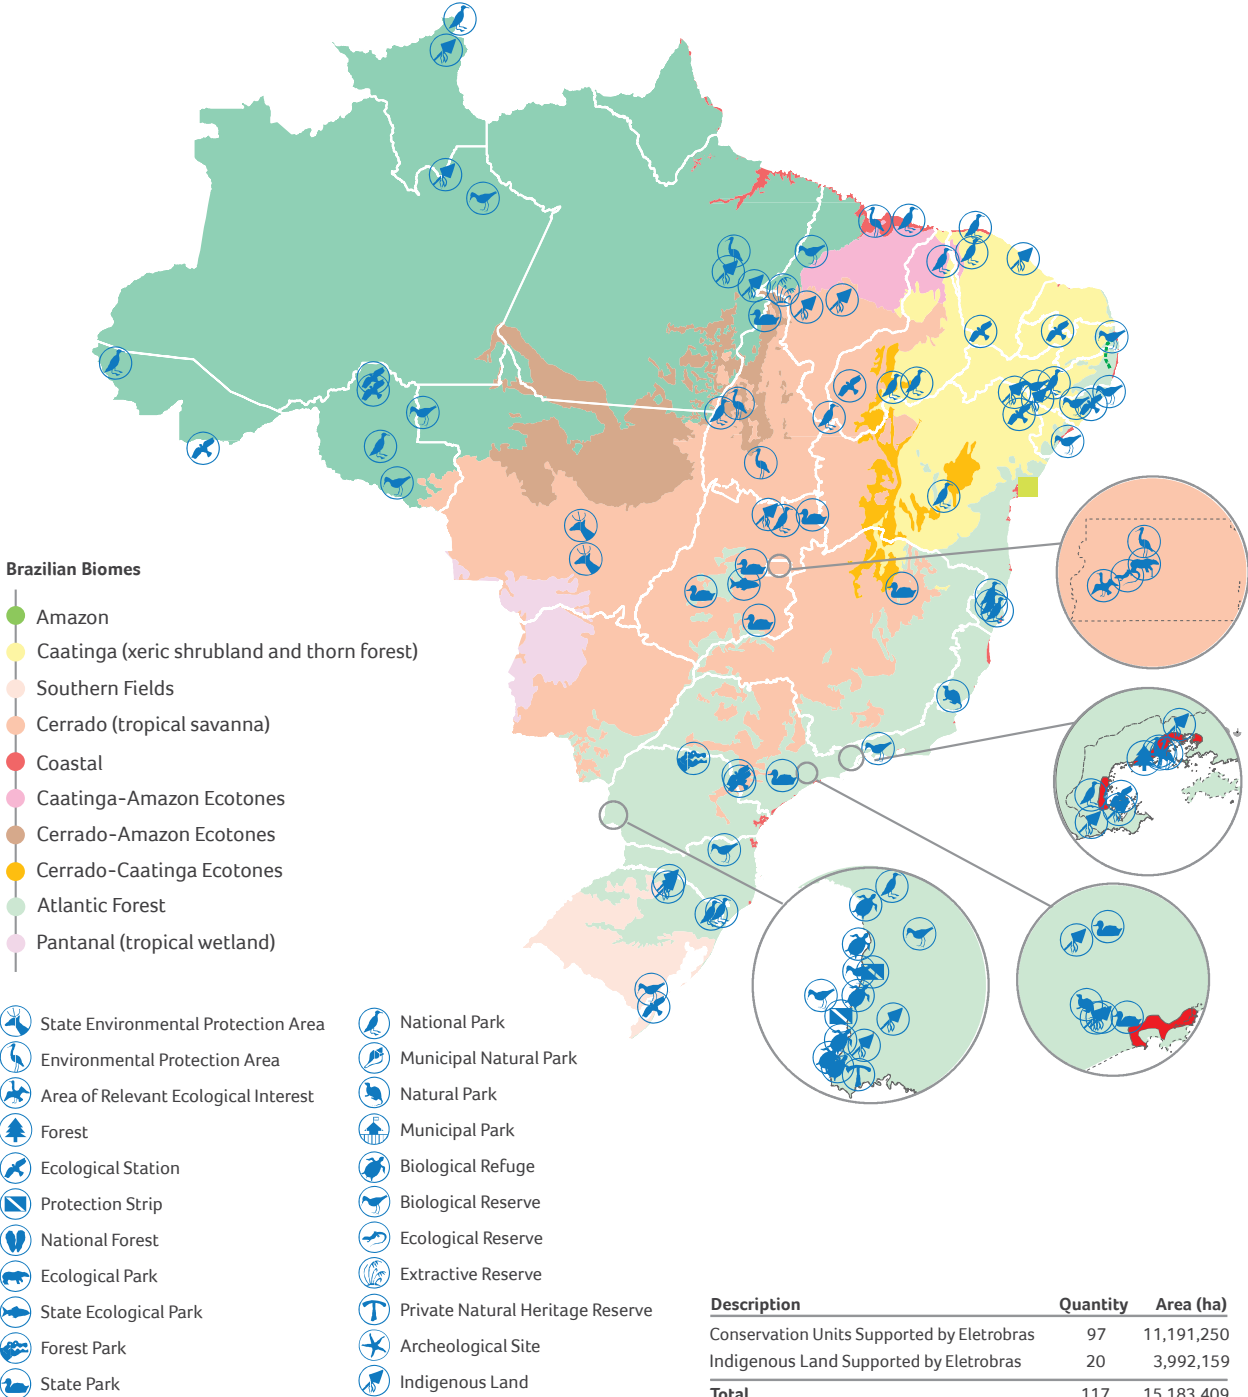 Brazilian Biomes
Amazon
Caatinga (xeric shrubland and thorn forest)
Southern Fields
Cerrado (tropical savanna)
Coastal
Caatinga-Amazon Ecotones
Cerrado-Amazon Ecotones
Cerrado-Caatinga Ecotones
Atlantic Forest
Pantanal (tropical wetland)
State Environmental Protection Area
Environmental Protection Area
Area of Relevant Ecological Interest
Forest
Ecological Station
Protection Strip
National Forest
Ecological Park
State Ecological Park
Forest Park
State Park
National Park
Municipal Natural Park
Natural Park
Municipal Park
Biological Refuge
Biological Reserve
Ecological Reserve
Extractive Reserve
Private Natural Heritage Reserve
Archeological Site
Indigenous Land
Description Quantity Area (ha)
Conservation Units Supported by Eletrobras 97 11,191,250
Indigenous Land Supported by Eletrobras 20 3,992,159
Total 117 15,183,409